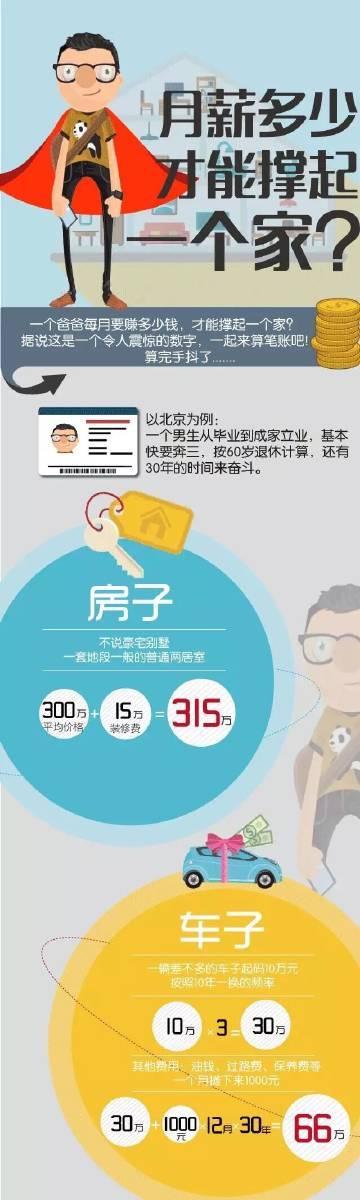 月薪多少
才能撑起
一个家?
一个爸爸每月要赚多少钱，才能撑起一个家?
据说这是一个令人震惊的数字，一起来算笔账吧!
算完手抖了.......
以北京为例：
一个男生从毕业到成家立业，基本
快要奔三，按60岁退休计算，还有
30年的时间来奋斗。
房子
不说豪宅别墅
一套地段一般的普通两居室
300万 + 15万 = 315万
平均价格 装修费
车子
一辆差不多的车子起码10万元
按照10年一换的频率
10万 × 3 = 30万
其他费用：油钱、过路费、保养费等
一个月摊下来1000元
30万 + 1000元 × 12月 × 30年 = 66万